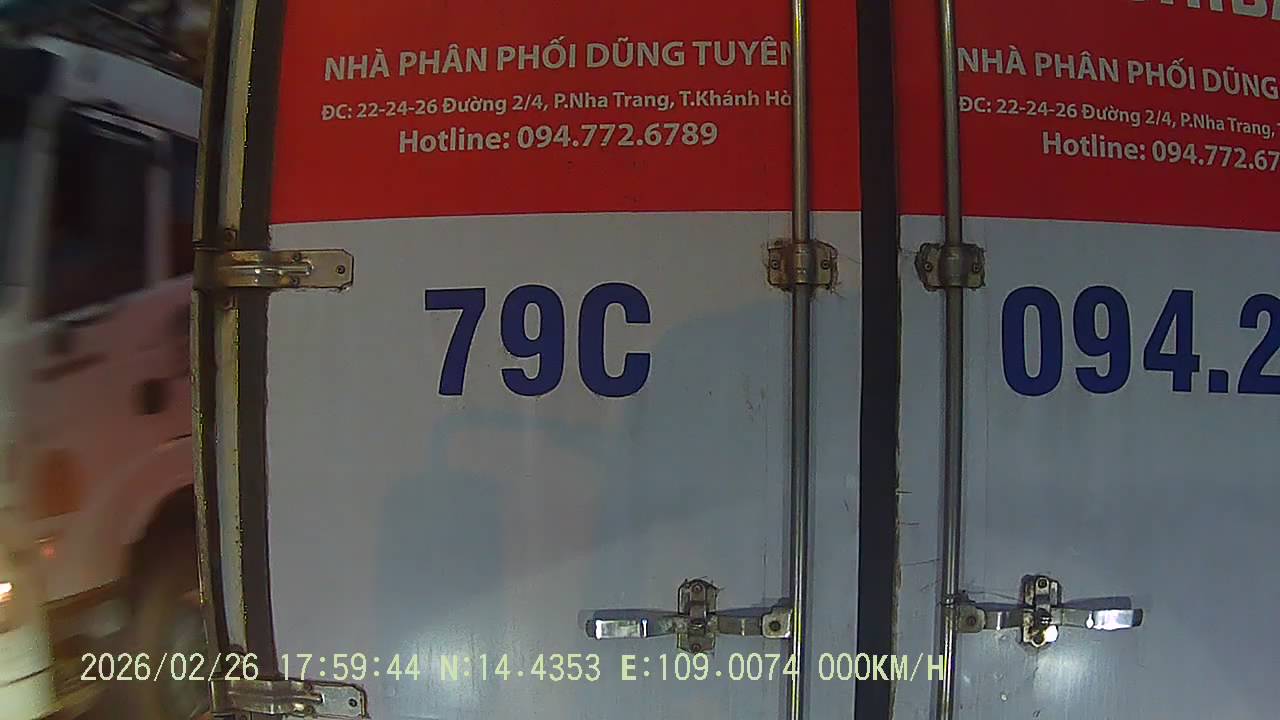 NHÀ PHÂN PHỐI DŨNG TUYÊN
ĐC: 22-24-26 Đường 2/4, P.Nha Trang, T.Khánh Hò
Hotline: 094.772.6789
79C
NHÀ PHÂN PHỐI DŨNG
ĐC: 22-24-26 Đường 2/4, P.Nha Trang,
Hotline: 094.772.67
094.2
2026/02/26 17:59:44 N:14.4353 E:109.0074 000KM/H